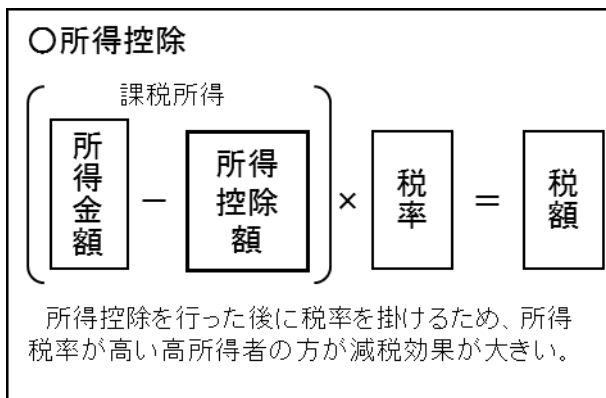 〇所得控除
課税所得
所得金額 － 所得控除額 × 税率 ＝ 税額
所得控除を行った後に税率を掛けるため、所得
税率が高い高所得者の方が減税効果が大きい。